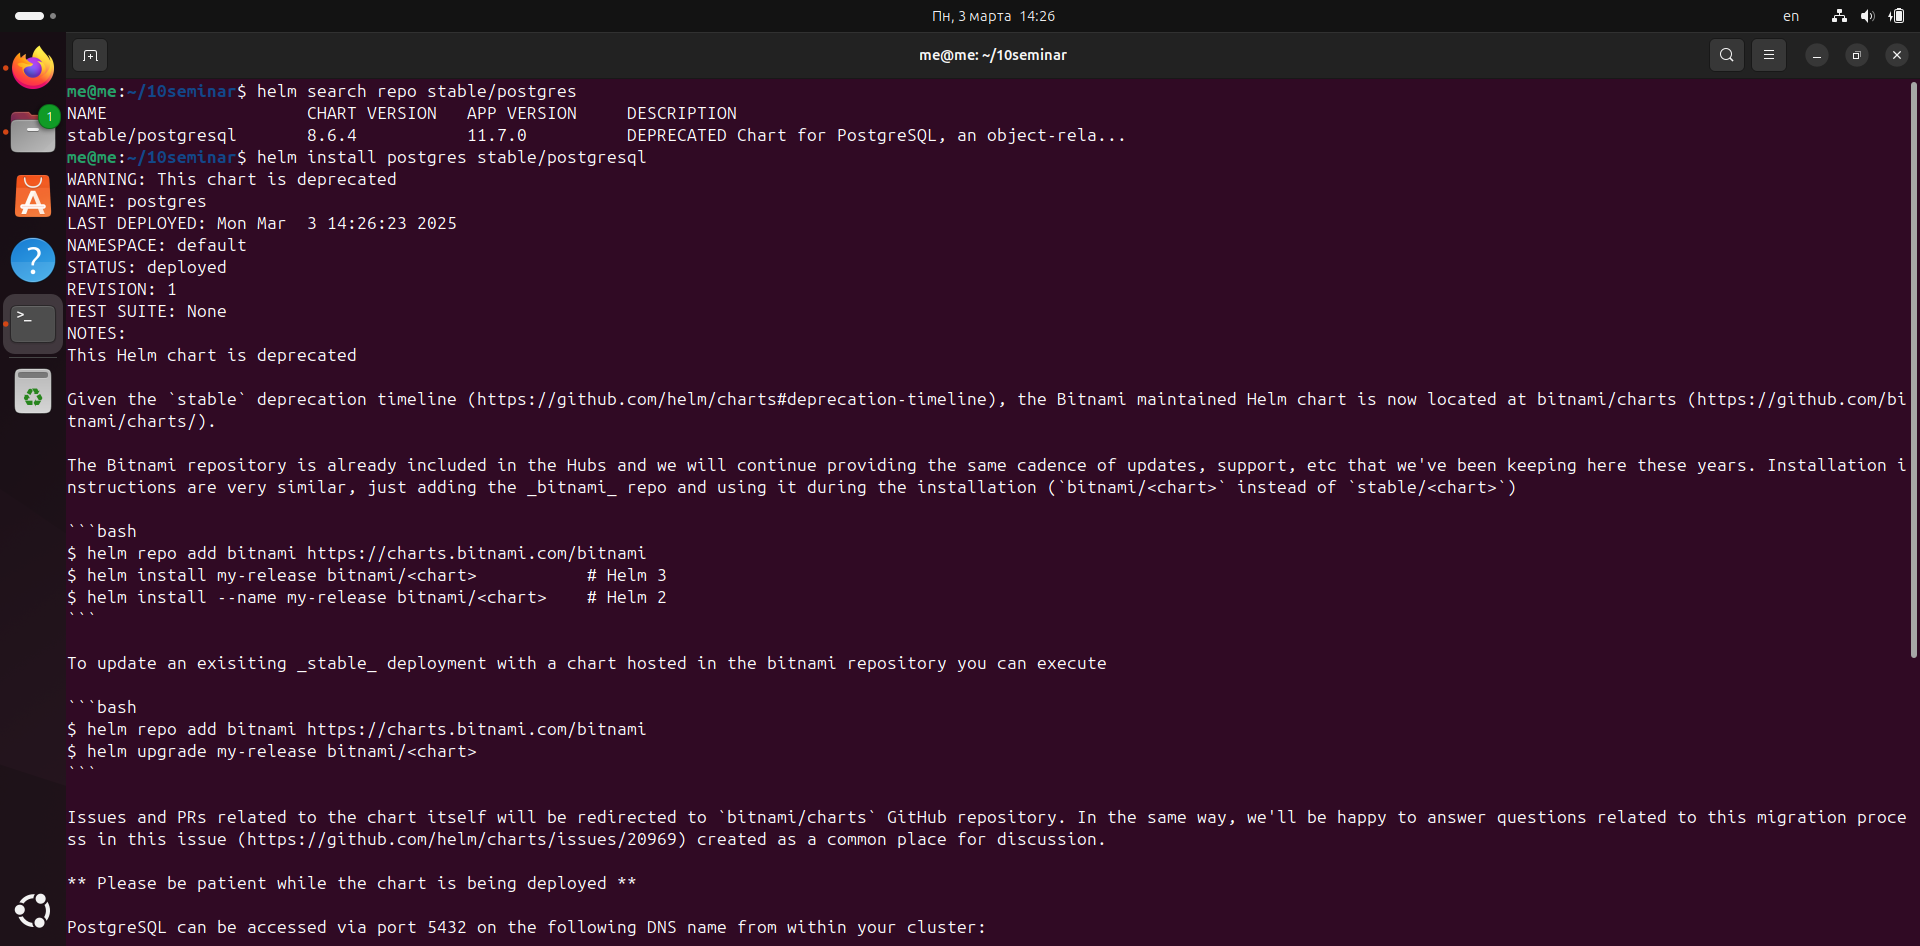 Пн, 3 марта 14:26
en
me@me: ~/10seminar
1
me@me:~/10seminar$ helm search repo stable/postgres
NAME                    CHART VERSION   APP VERSION     DESCRIPTION
stable/postgresql       8.6.4           11.7.0          DEPRECATED Chart for PostgreSQL, an object-rela...
me@me:~/10seminar$ helm install postgres stable/postgresql
WARNING: This chart is deprecated
NAME: postgres
LAST DEPLOYED: Mon Mar  3 14:26:23 2025
NAMESPACE: default
STATUS: deployed
REVISION: 1
TEST SUITE: None
NOTES:
This Helm chart is deprecated

Given the `stable` deprecation timeline (https://github.com/helm/charts#deprecation-timeline), the Bitnami maintained Helm chart is now located at bitnami/charts (https://github.com/bi
tnami/charts/).

The Bitnami repository is already included in the Hubs and we will continue providing the same cadence of updates, support, etc that we've been keeping here these years. Installation i
nstructions are very similar, just adding the _bitnami_ repo and using it during the installation (`bitnami/<chart>` instead of `stable/<chart>`)

```bash
$ helm repo add bitnami https://charts.bitnami.com/bitnami
$ helm install my-release bitnami/<chart>           # Helm 3
$ helm install --name my-release bitnami/<chart>    # Helm 2
```

To update an exisiting _stable_ deployment with a chart hosted in the bitnami repository you can execute

```bash
$ helm repo add bitnami https://charts.bitnami.com/bitnami
$ helm upgrade my-release bitnami/<chart>
```

Issues and PRs related to the chart itself will be redirected to `bitnami/charts` GitHub repository. In the same way, we'll be happy to answer questions related to this migration proce
ss in this issue (https://github.com/helm/charts/issues/20969) created as a common place for discussion.

** Please be patient while the chart is being deployed **

PostgreSQL can be accessed via port 5432 on the following DNS name from within your cluster: